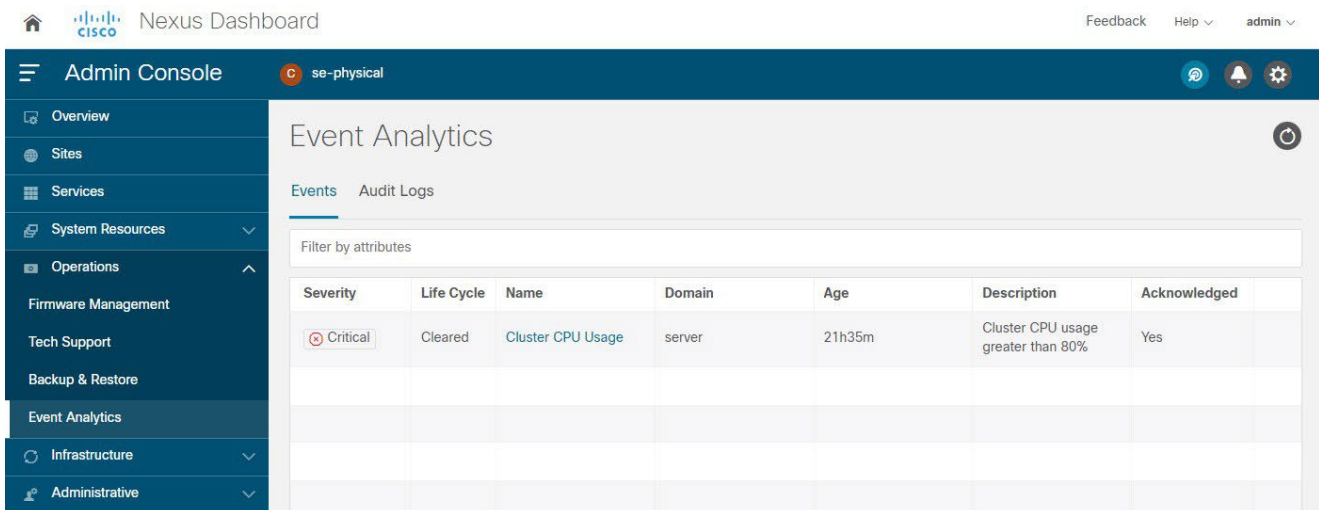 CISCO Nexus Dashboard Feedback Help admin
Admin Console C se-physical
Overview
Sites
Services
System Resources
Operations
Firmware Management
Tech Support
Backup & Restore
Event Analytics
Infrastructure
Administrative
Event Analytics
Events Audit Logs
Filter by attributes
Severity Life Cycle Name Domain Age Description Acknowledged
Critical Cleared Cluster CPU Usage server 21h35m Cluster CPU usage Yes
greater than 80%